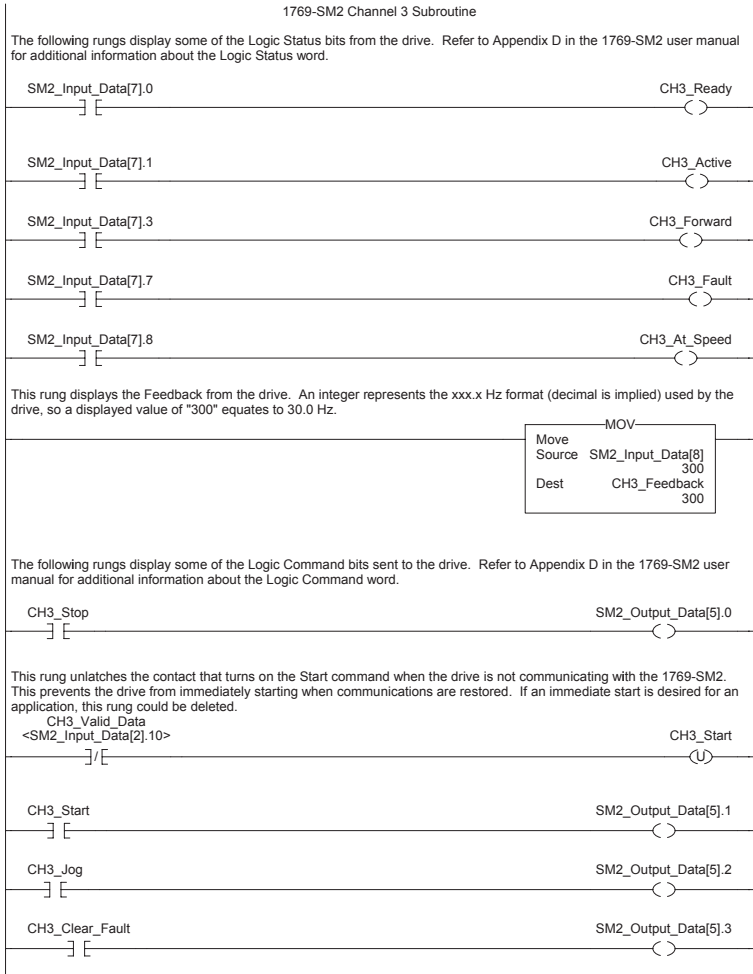 1769-SM2 Channel 3 Subroutine
The following rungs display some of the Logic Status bits from the drive. Refer to Appendix D in the 1769-SM2 user manual
for additional information about the Logic Status word.
SM2_Input_Data[7].0 CH3_Ready
SM2_Input_Data[7].1 CH3_Active
SM2_Input_Data[7].3 CH3_Forward
SM2_Input_Data[7].7 CH3_Fault
SM2_Input_Data[7].8 CH3_At_Speed
This rung displays the Feedback from the drive. An integer represents the xxx.x Hz format (decimal is implied) used by the
drive, so a displayed value of "300" equates to 30.0 Hz.
MOV
Move
Source SM2_Input_Data[8]
300
Dest CH3_Feedback
300
The following rungs display some of the Logic Command bits sent to the drive. Refer to Appendix D in the 1769-SM2 user
manual for additional information about the Logic Command word.
CH3_Stop SM2_Output_Data[5].0
This rung unlatches the contact that turns on the Start command when the drive is not communicating with the 1769-SM2.
This prevents the drive from immediately starting when communications are restored. If an immediate start is desired for an
application, this rung could be deleted.
CH3_Valid_Data
<SM2_Input_Data[2].10> CH3_Start
/ U
CH3_Start SM2_Output_Data[5].1
CH3_Jog SM2_Output_Data[5].2
CH3_Clear_Fault SM2_Output_Data[5].3